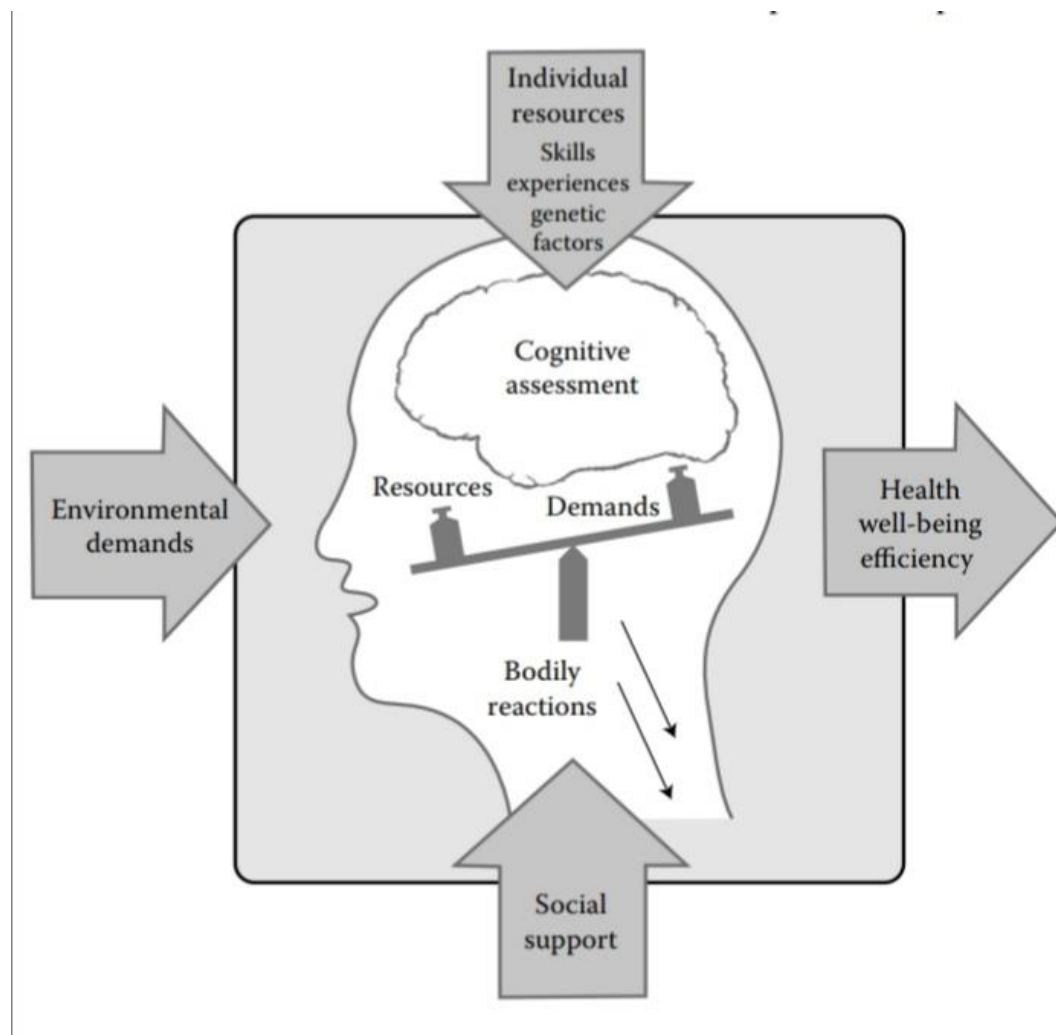 Individual
resources
Skills
experiences
genetic
factors
Cognitive
assessment
Resources
Demands
Environmental
demands
Health
well-being
efficiency
Bodily
reactions
Social
support